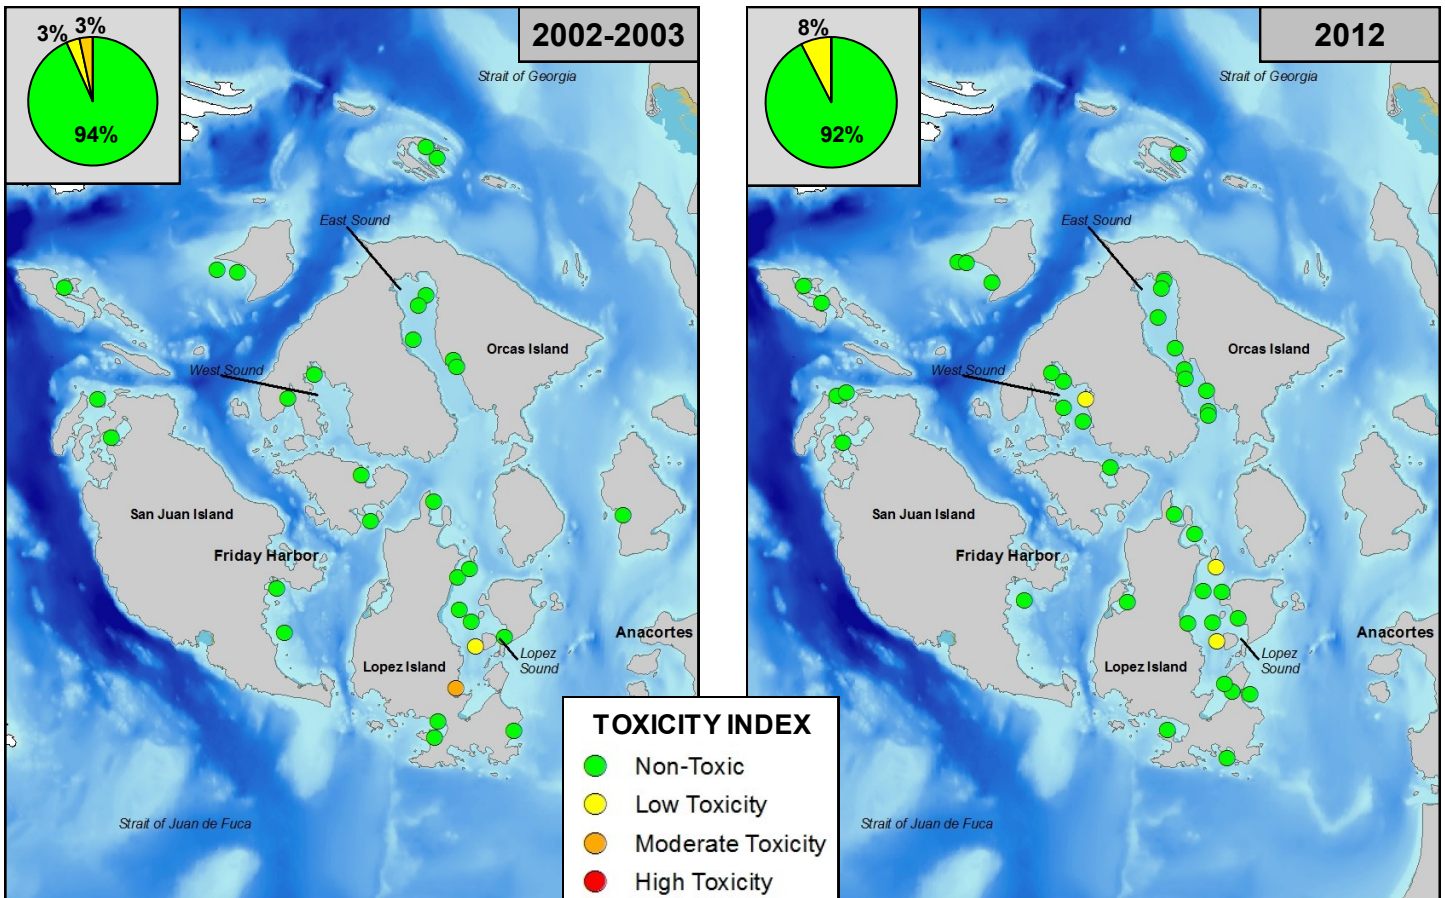 3%
3%
94%
2002-2003
Strait of Georgia
East Sound
Orcas Island
West Sound
San Juan Island
Friday Harbor
Anacortes
Lopez
Sound
Lopez Island
Strait of Juan de Fuca
8%
92%
2012
Strait of Georgia
East Sound
Orcas Island
West Sound
San Juan Island
Friday Harbor
Anacortes
Lopez
Sound
Lopez Island
Strait of Juan de Fuca
TOXICITY INDEX
Non-Toxic
Low Toxicity
Moderate Toxicity
High Toxicity